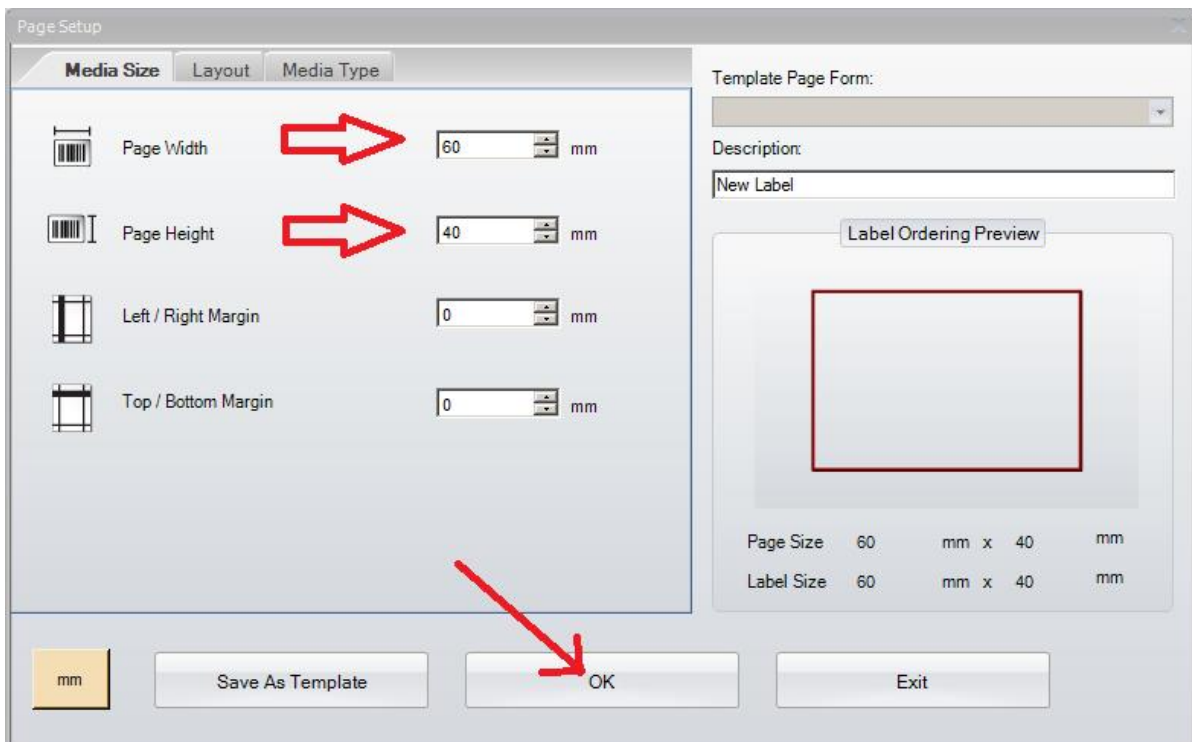 Page Setup
Media Size Layout Media Type
Page Width 60 mm
Page Height 40 mm
Left / Right Margin 0 mm
Top / Bottom Margin 0 mm
Template Page Form:
Description:
New Label
Label Ordering Preview
Page Size 60 mm x 40 mm
Label Size 60 mm x 40 mm
mm Save As Template OK Exit